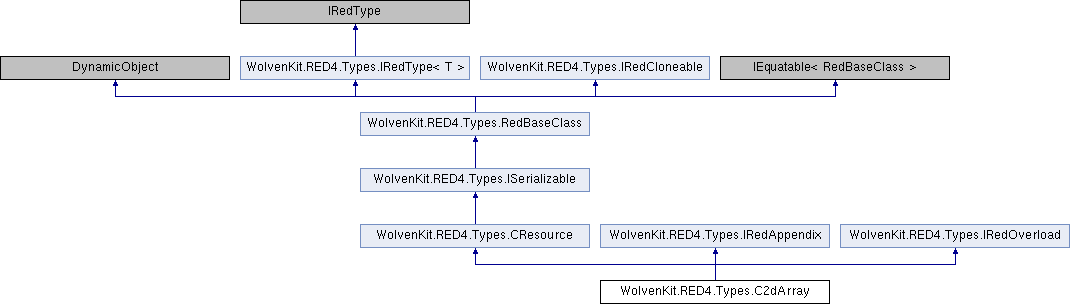 IRedType
DynamicObject
WolvenKit.RED4.Types.IRedType< T >
WolvenKit.RED4.Types.IRedCloneable
IEquatable< RedBaseClass >
WolvenKit.RED4.Types.RedBaseClass
WolvenKit.RED4.Types.ISerializable
WolvenKit.RED4.Types.CResource
WolvenKit.RED4.Types.IRedAppendix
WolvenKit.RED4.Types.IRedOverload
WolvenKit.RED4.Types.C2dArray